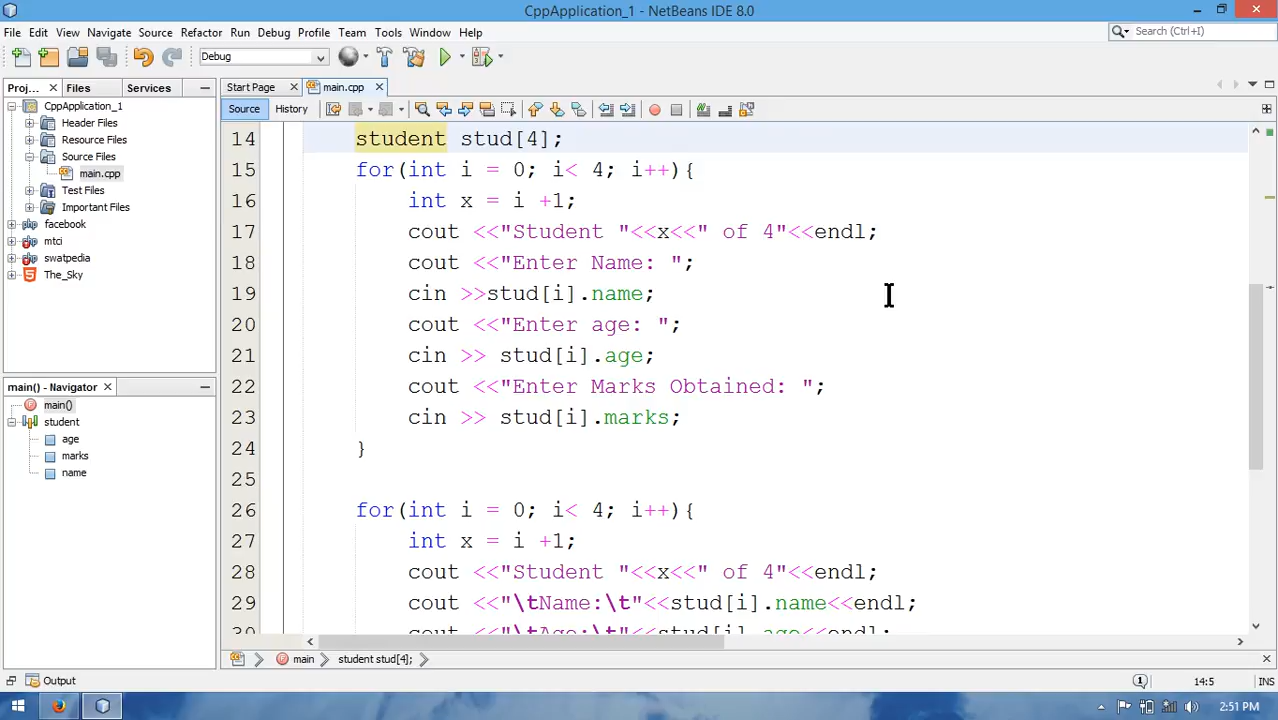 CppApplication_1 - NetBeans IDE 8.0
File Edit View Navigate Source Refactor Run Debug Profile Team Tools Window Help
Search (Ctrl+I)
Debug
Proj... Files Services
Start Page main.cpp
Source History
CppApplication_1
Header Files
Resource Files
Source Files
main.cpp
Test Files
Important Files
facebook
mtci
swatpedia
The_Sky
main() - Navigator
main()
student
age
marks
name
14 student stud[4];
15 for(int i = 0; i< 4; i++){
16 int x = i +1;
17 cout <<"Student "<<x<<" of 4"<<endl;
18 cout <<"Enter Name: ";
19 cin >>stud[i].name;
20 cout <<"Enter age: ";
21 cin >> stud[i].age;
22 cout <<"Enter Marks Obtained: ";
23 cin >> stud[i].marks;
24 }
25
26 for(int i = 0; i< 4; i++){
27 int x = i +1;
28 cout <<"Student "<<x<<" of 4"<<endl;
29 cout <<"\tName:\t"<<stud[i].name<<endl;
30 cout <<"\tAge:\t"<<stud[i].age<<endl;
main student stud[4];
Output
14:5 INS
2:51 PM